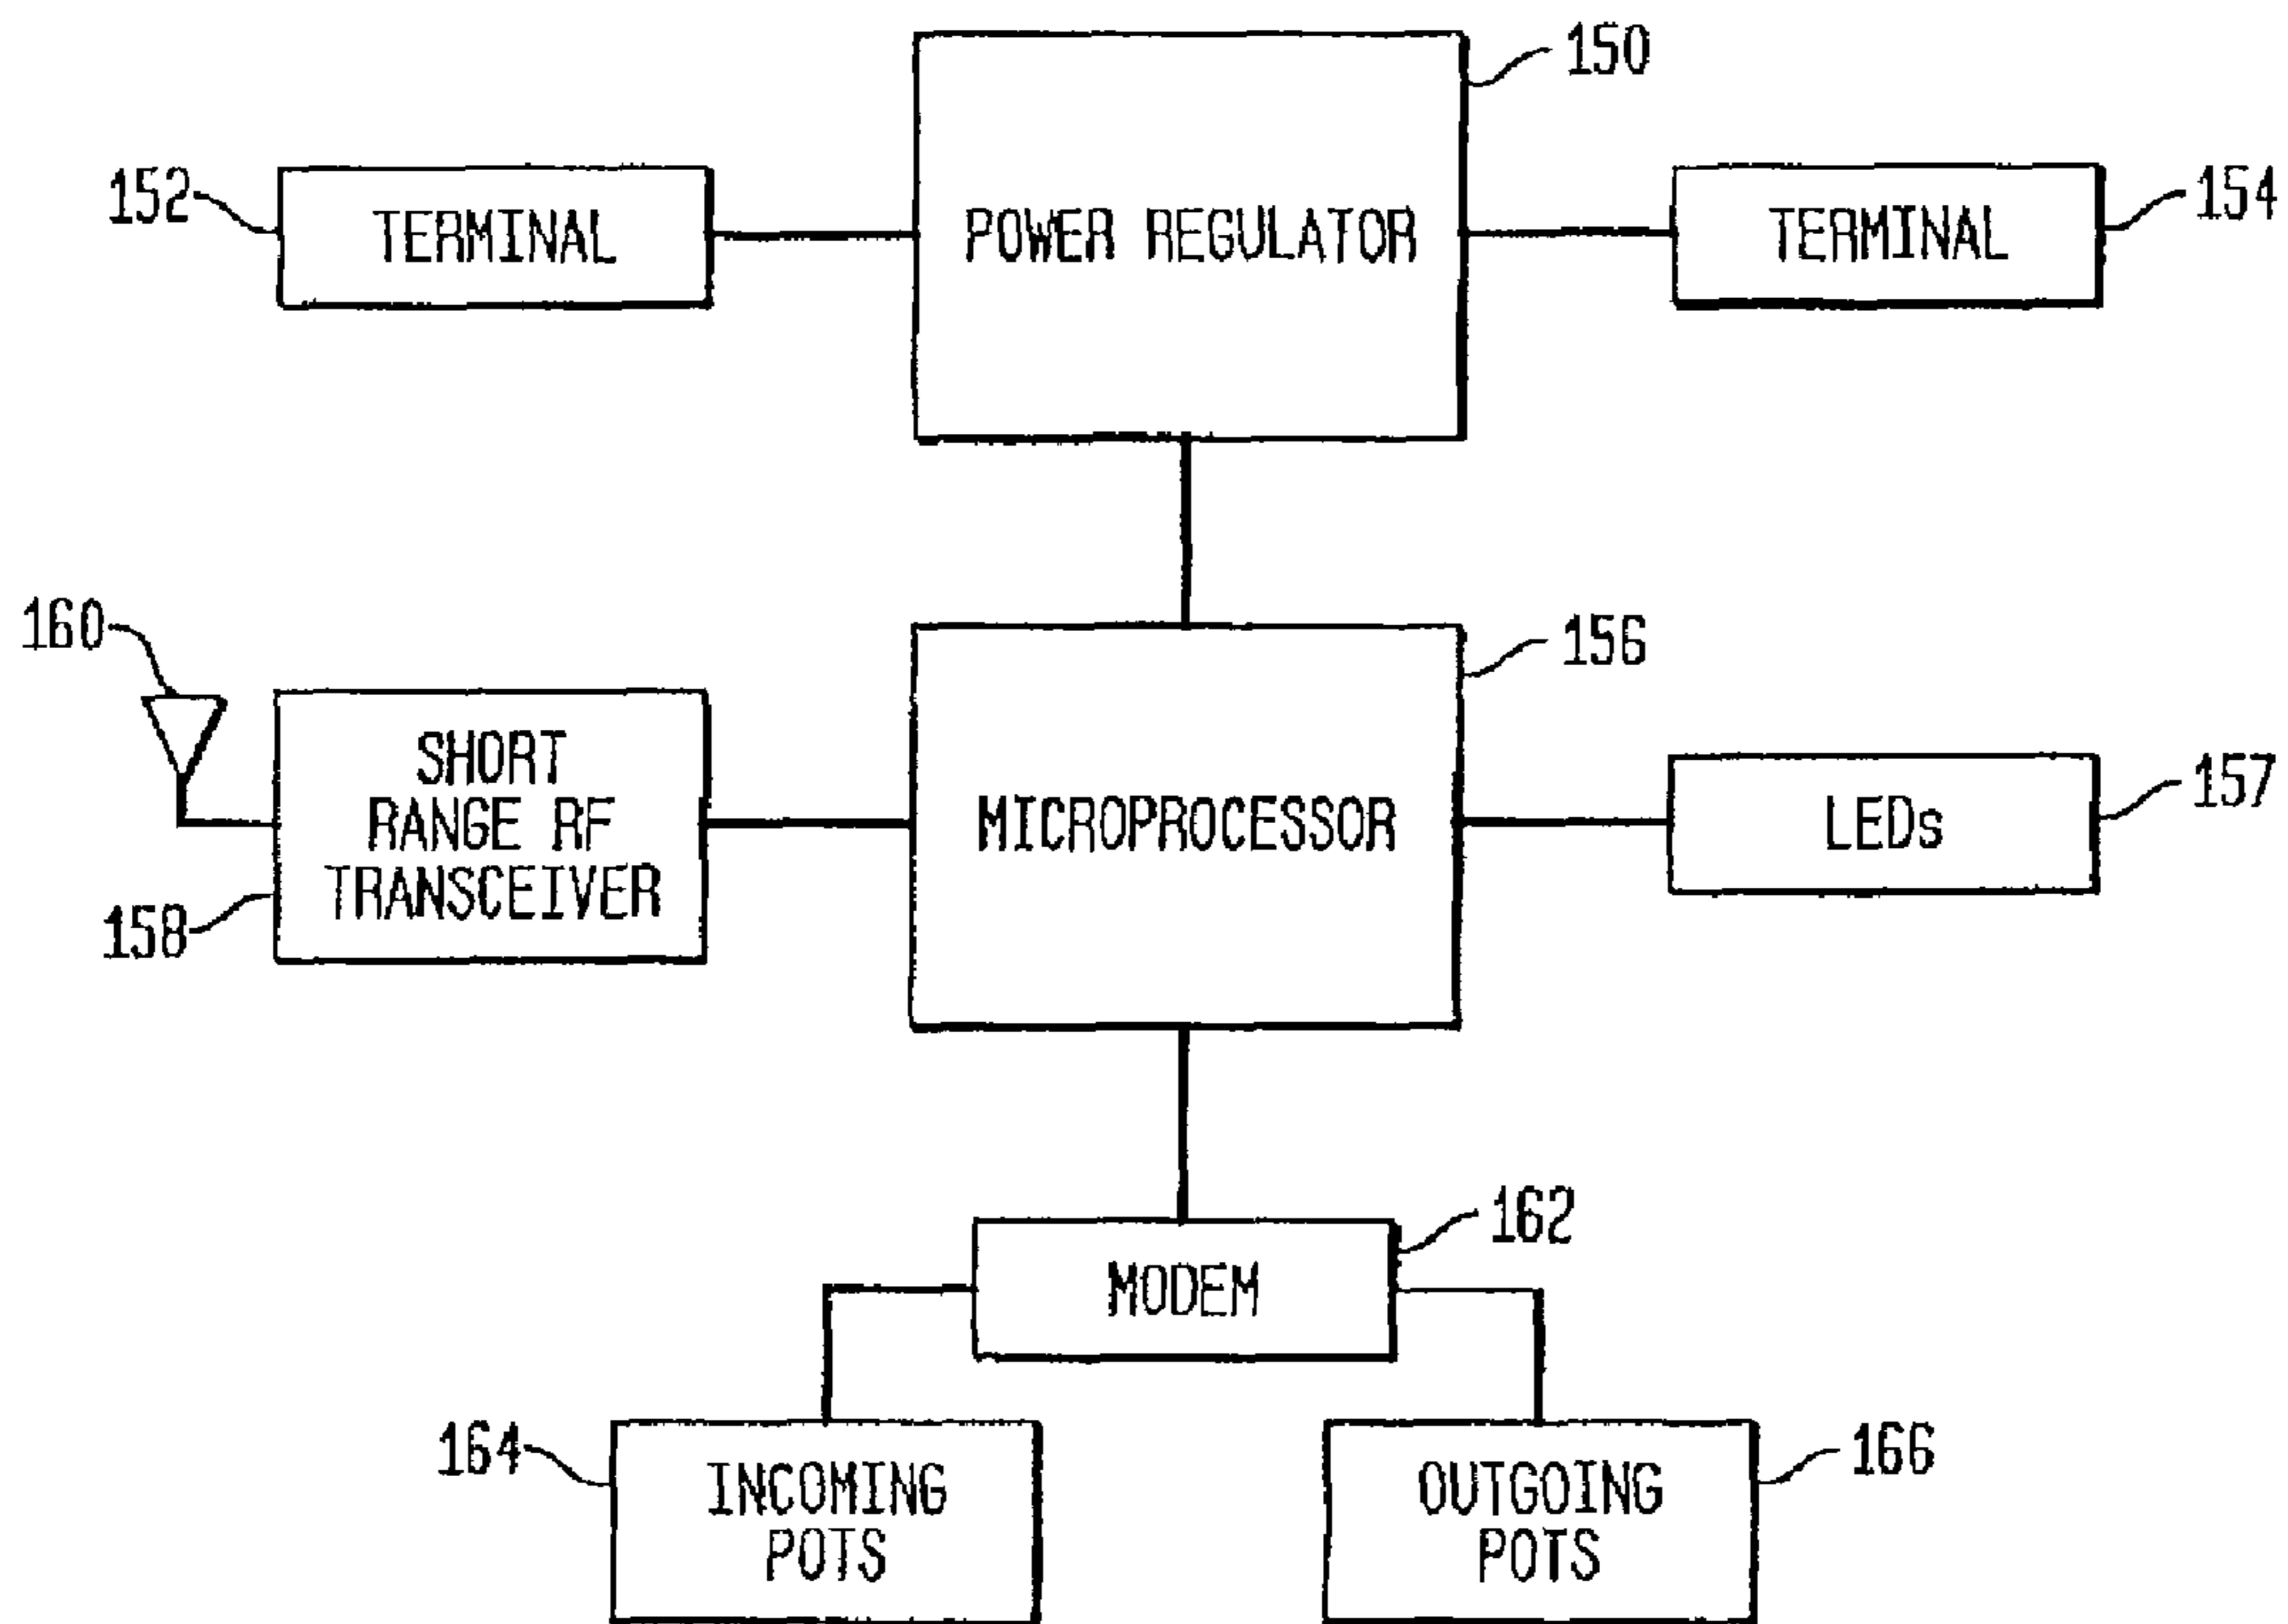 150
152
TERMINAL
POWER REGULATOR
TERMINAL
154
160
156
SHORT
RANGE RF
TRANSCEIVER
158
MICROPROCESSOR
LEDs
157
162
MODEM
164
INCOMING
POTS
OUTGOING
POTS
166